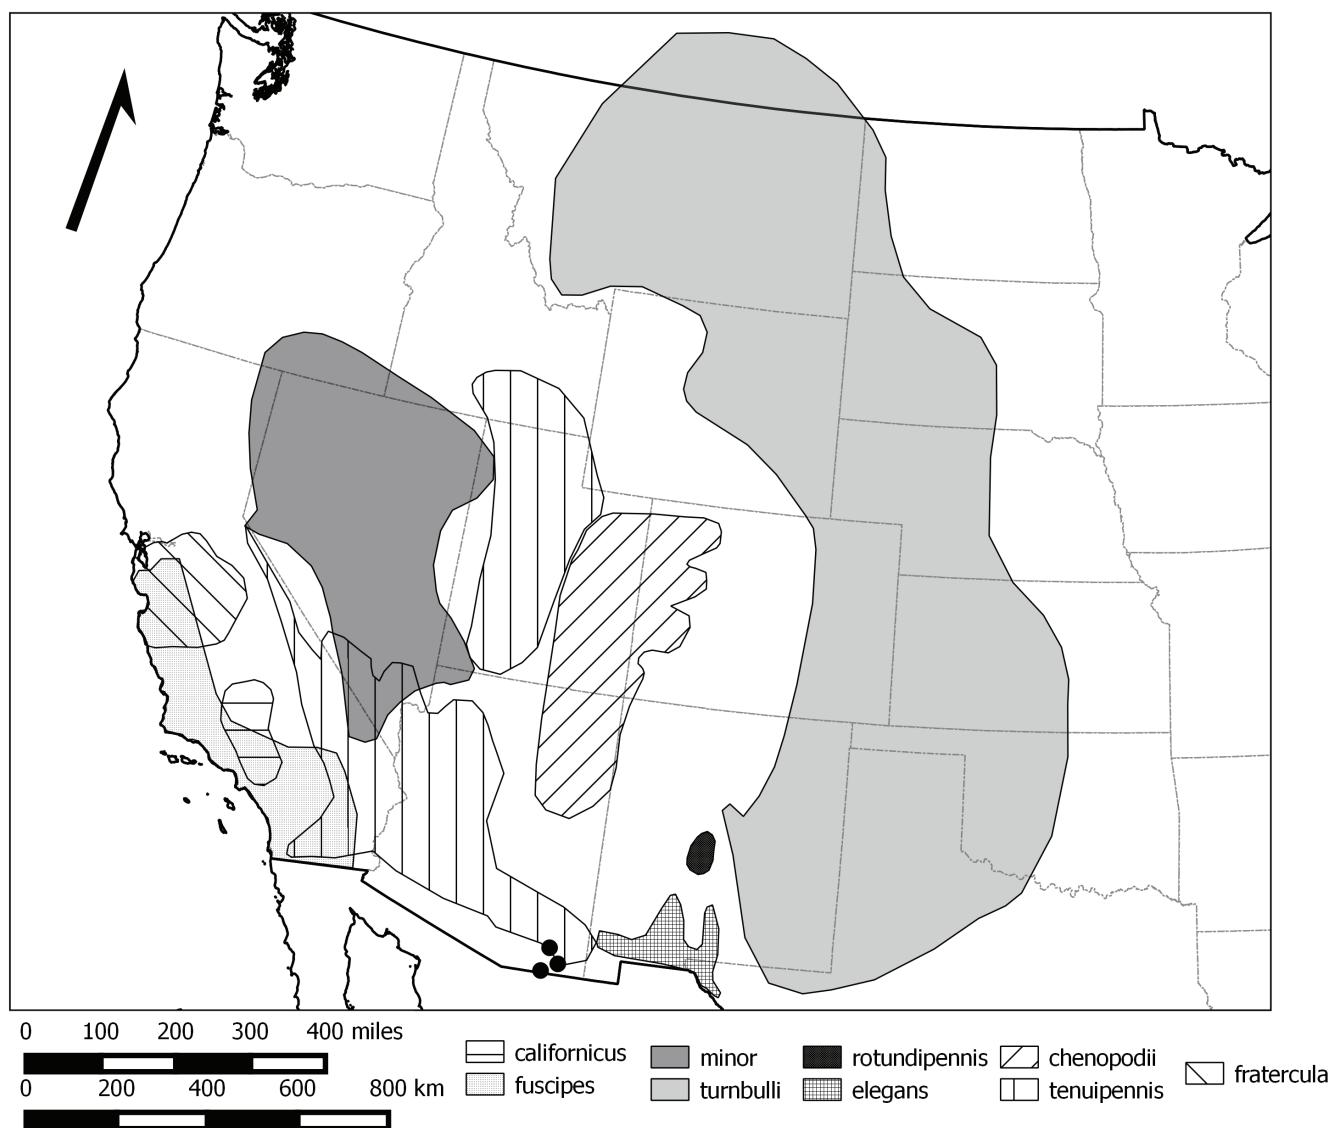 0 100 200 300 400 miles
0 200 400 600 800 km
californicus
fuscipes
minor
turnbulli
rotundipennis
elegans
chenopodii
tenuipennis
fratercula